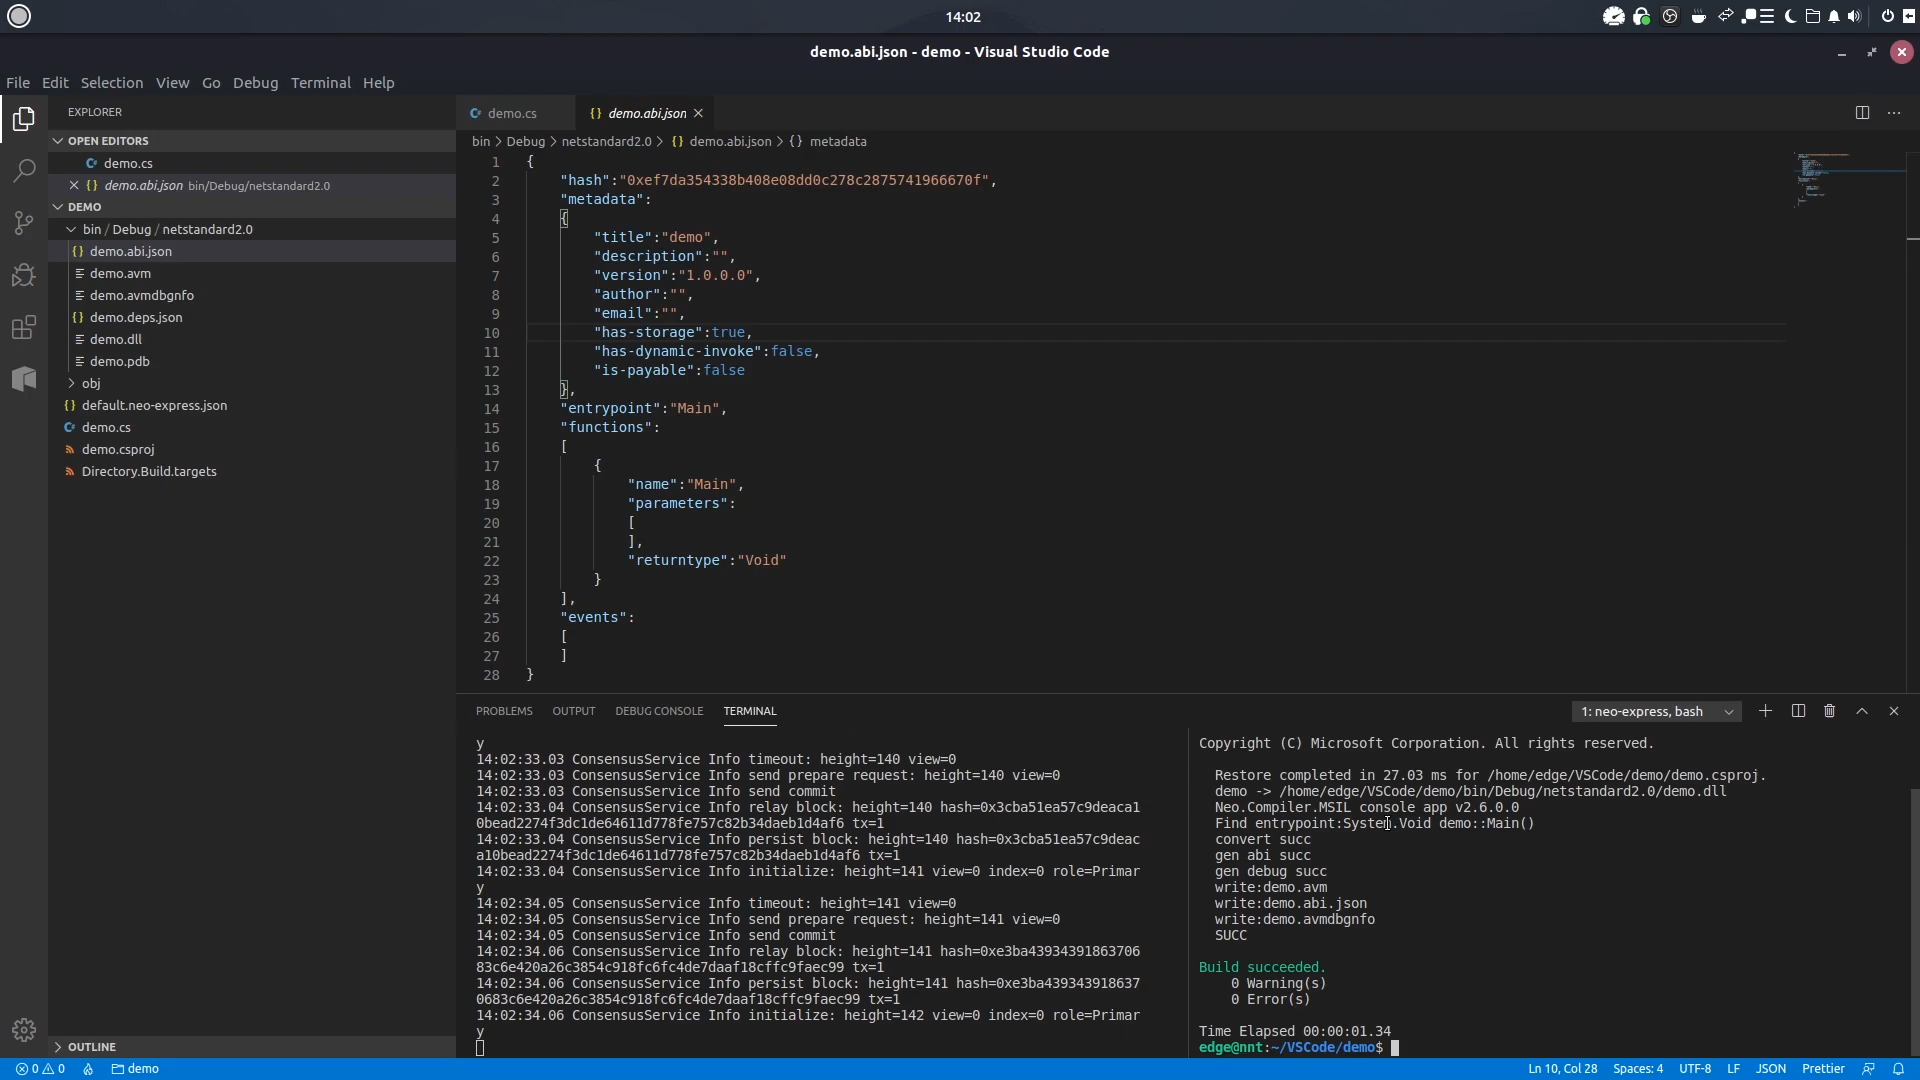 14:02
demo.abi.json - demo - Visual Studio Code
File Edit Selection View Go Debug Terminal Help
EXPLORER
OPEN EDITORS
demo.cs
demo.abi.json bin/Debug/netstandard2.0
DEMO
bin / Debug / netstandard2.0
demo.abi.json
demo.avm
demo.avmdbgnfo
demo.deps.json
demo.dll
demo.pdb
obj
default.neo-express.json
demo.cs
demo.csproj
Directory.Build.targets
OUTLINE
demo.cs demo.abi.json
bin > Debug > netstandard2.0 > {} demo.abi.json > {} metadata
1 {
2 "hash":"0xef7da354338b408e08dd0c278c2875741966670f",
3 "metadata":
4 {
5 "title":"demo",
6 "description":"",
7 "version":"1.0.0.0",
8 "author":"",
9 "email":"",
10 "has-storage":true,
11 "has-dynamic-invoke":false,
12 "is-payable":false
13 },
14 "entrypoint":"Main",
15 "functions":
16 [
17 {
18 "name":"Main",
19 "parameters":
20 [
21 ],
22 "returntype":"Void"
23 }
24 ],
25 "events":
26 [
27 ]
28 }
PROBLEMS OUTPUT DEBUG CONSOLE TERMINAL
1: neo-express, bash
y
14:02:33.03 ConsensusService Info timeout: height=140 view=0
14:02:33.03 ConsensusService Info send prepare request: height=140 view=0
14:02:33.03 ConsensusService Info send commit
14:02:33.04 ConsensusService Info relay block: height=140 hash=0x3cba51ea57c9deaca1
0bead2274f3dc1de64611d778fe757c82b34daeb1d4af6 tx=1
14:02:33.04 ConsensusService Info persist block: height=140 hash=0x3cba51ea57c9deac
a10bead2274f3dc1de64611d778fe757c82b34daeb1d4af6 tx=1
14:02:33.04 ConsensusService Info initialize: height=141 view=0 index=0 role=Primar
y
14:02:34.05 ConsensusService Info timeout: height=141 view=0
14:02:34.05 ConsensusService Info send prepare request: height=141 view=0
14:02:34.05 ConsensusService Info send commit
14:02:34.06 ConsensusService Info relay block: height=141 hash=0xe3ba43934391863706
83c6e420a26c3854c918fc6fc4de7daaf18cffc9faec99 tx=1
14:02:34.06 ConsensusService Info persist block: height=141 hash=0xe3ba439343918637
0683c6e420a26c3854c918fc6fc4de7daaf18cffc9faec99 tx=1
14:02:34.06 ConsensusService Info initialize: height=142 view=0 index=0 role=Primar
y
Copyright (C) Microsoft Corporation. All rights reserved.
Restore completed in 27.03 ms for /home/edge/VSCode/demo/demo.csproj.
demo -> /home/edge/VSCode/demo/bin/Debug/netstandard2.0/demo.dll
Neo.Compiler.MSIL console app v2.6.0.0
Find entrypoint:System.Void demo::Main()
convert succ
gen abi succ
gen debug succ
write:demo.avm
write:demo.abi.json
write:demo.avmdbgnfo
SUCC
Build succeeded.
0 Warning(s)
0 Error(s)
Time Elapsed 00:00:01.34
edge@nnt:~/VSCode/demo$
0 0 demo Ln 10, Col 28 Spaces: 4 UTF-8 LF JSON Prettier